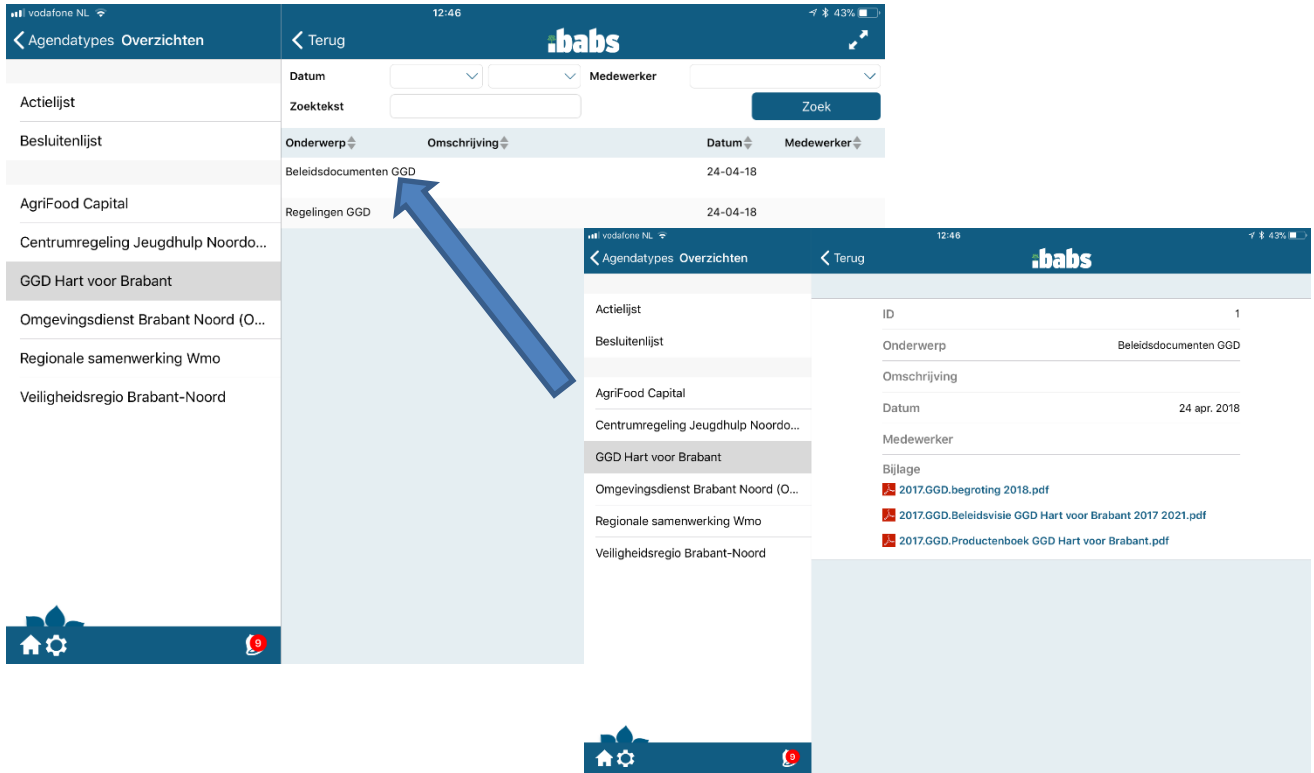 vodafone NL
12:46
43%
Agendatypes Overzichten
Terug
ibabs
Actielijst
Besluitenlijst
AgriFood Capital
Centrumregeling Jeugdhulp Noordo...
GGD Hart voor Brabant
Omgevingsdienst Brabant Noord (O...
Regionale samenwerking Wmo
Veiligheidsregio Brabant-Noord
9
Datum
Medewerker
Zoektekst
Zoek
Onderwerp Omschrijving Datum Medewerker
Beleidsdocumenten GGD 24-04-18
Regelingen GGD 24-04-18
vodafone NL
12:46
43%
Agendatypes Overzichten
Terug
ibabs
Actielijst
Besluitenlijst
AgriFood Capital
Centrumregeling Jeugdhulp Noordo...
GGD Hart voor Brabant
Omgevingsdienst Brabant Noord (O...
Regionale samenwerking Wmo
Veiligheidsregio Brabant-Noord
9
ID 1
Onderwerp Beleidsdocumenten GGD
Omschrijving
Datum 24 apr. 2018
Medewerker
Bijlage
2017.GGD.begroting 2018.pdf
2017.GGD.Beleidsvisie GGD Hart voor Brabant 2017 2021.pdf
2017.GGD.Productenboek GGD Hart voor Brabant.pdf